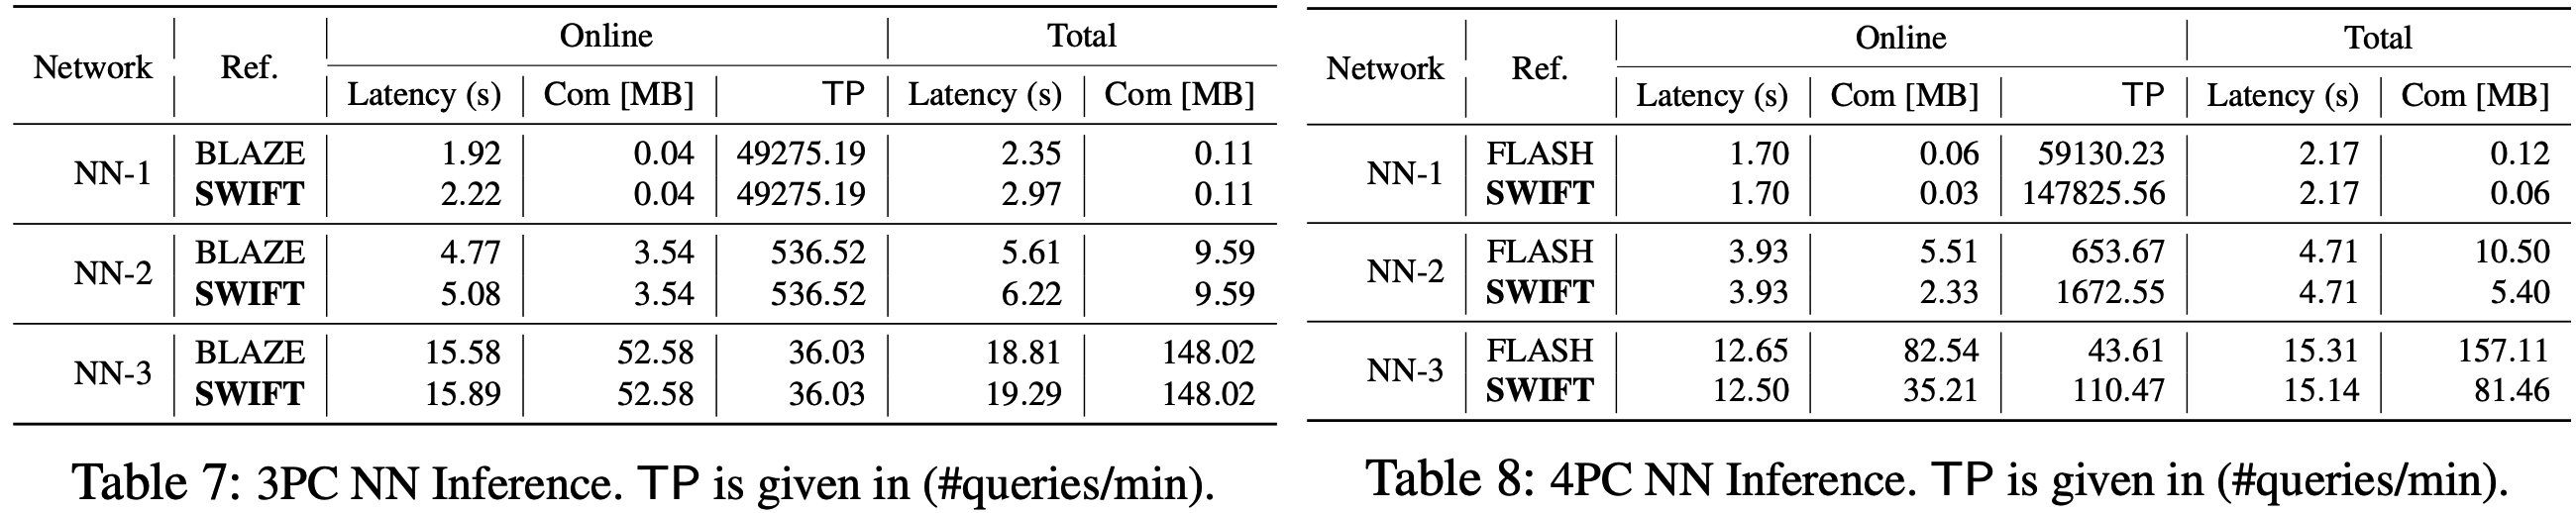 Network Ref. Online Total
Latency (s) Com [MB] TP Latency (s) Com [MB]
NN-1 BLAZE 1.92 0.04 49275.19 2.35 0.11
SWIFT 2.22 0.04 49275.19 2.97 0.11
NN-2 BLAZE 4.77 3.54 536.52 5.61 9.59
SWIFT 5.08 3.54 536.52 6.22 9.59
NN-3 BLAZE 15.58 52.58 36.03 18.81 148.02
SWIFT 15.89 52.58 36.03 19.29 148.02
Table 7: 3PC NN Inference. TP is given in (#queries/min).
Network Ref. Online Total
Latency (s) Com [MB] TP Latency (s) Com [MB]
NN-1 FLASH 1.70 0.06 59130.23 2.17 0.12
SWIFT 1.70 0.03 147825.56 2.17 0.06
NN-2 FLASH 3.93 5.51 653.67 4.71 10.50
SWIFT 3.93 2.33 1672.55 4.71 5.40
NN-3 FLASH 12.65 82.54 43.61 15.31 157.11
SWIFT 12.50 35.21 110.47 15.14 81.46
Table 8: 4PC NN Inference. TP is given in (#queries/min).